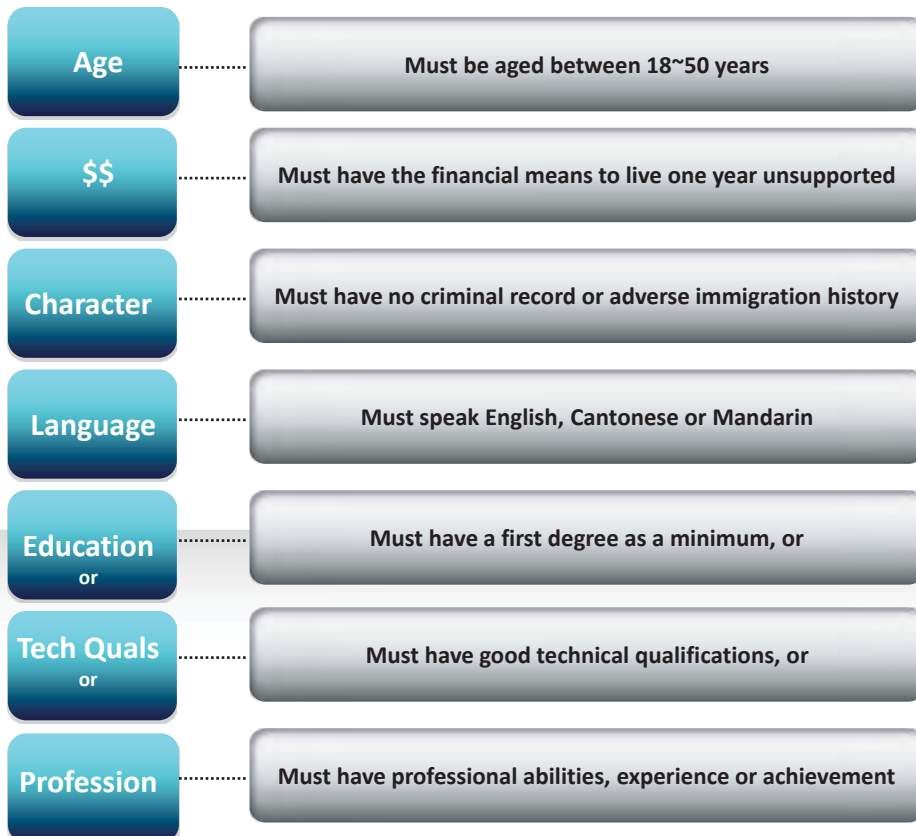 Age
Must be aged between 18~50 years
$$
Must have the financial means to live one year unsupported
Character
Must have no criminal record or adverse immigration history
Language
Must speak English, Cantonese or Mandarin
Education
or
Must have a first degree as a minimum, or
Tech Quals
or
Must have good technical qualifications, or
Profession
Must have professional abilities, experience or achievement